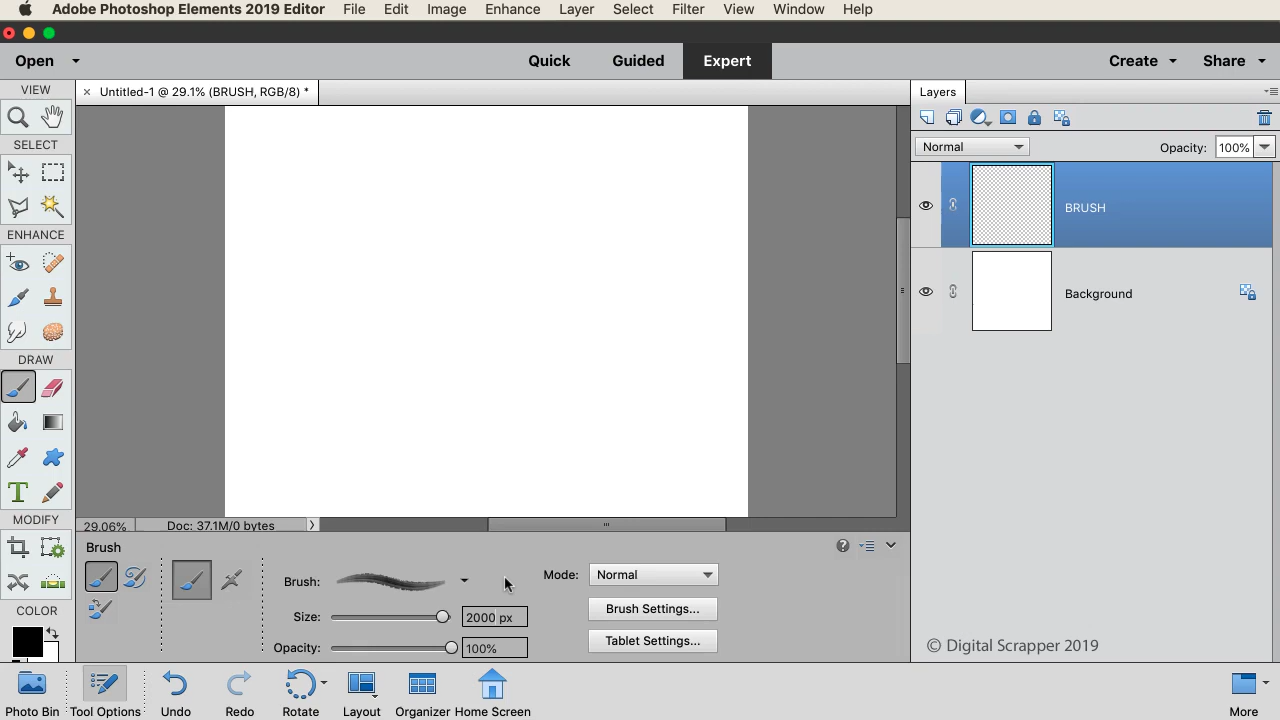 Adobe Photoshop Elements 2019 Editor File Edit Image Enhance Layer Select Filter View Window Help
Open Quick Guided Expert Create Share
VIEW
× Untitled-1 @ 29.1% (BRUSH, RGB/8) *
Layers
SELECT
Normal Opacity: 100%
BRUSH
ENHANCE
Background
DRAW
T
MODIFY
29.06% Doc: 37.1M/0 bytes
Brush
Brush: Mode: Normal
COLOR
Size: 2000 px Brush Settings...
Opacity: 100% Tablet Settings...
© Digital Scrapper 2019
Photo Bin Tool Options Undo Redo Rotate Layout Organizer Home Screen More